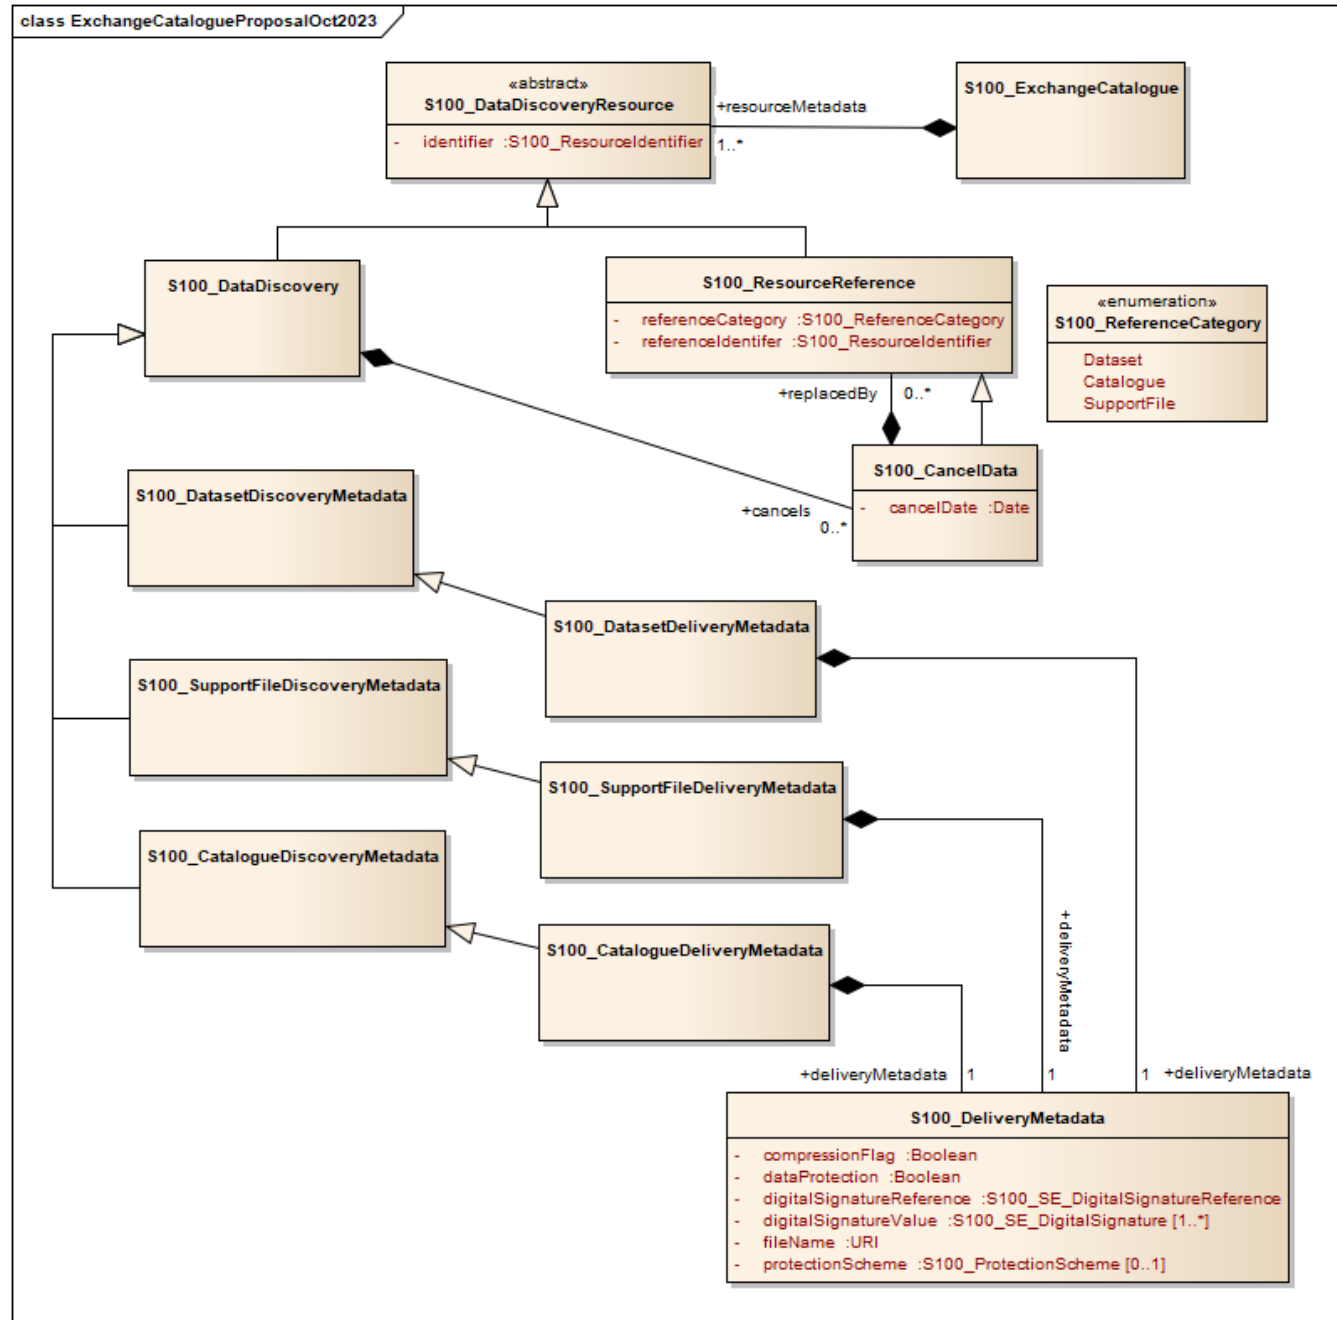 class ExchangeCatalogueProposalOct2023
«abstract»
S100_DataDiscoveryResource
- identifier :S100_ResourceIdentifier
+resourceMetadata
1..*
S100_ExchangeCatalogue
S100_DataDiscovery
S100_ResourceReference
- referenceCategory :S100_ReferenceCategory
- referenceIdentifer :S100_ResourceIdentifier
«enumeration»
S100_ReferenceCategory
Dataset
Catalogue
SupportFile
+replacedBy
0..*
S100_CancelData
- cancelDate :Date
+cancels
0..*
S100_DatasetDiscoveryMetadata
S100_DatasetDeliveryMetadata
S100_SupportFileDiscoveryMetadata
S100_SupportFileDeliveryMetadata
S100_CatalogueDiscoveryMetadata
S100_CatalogueDeliveryMetadata
+deliveryMetadata
+deliveryMetadata
1
1
1
+deliveryMetadata
S100_DeliveryMetadata
- compressionFlag :Boolean
- dataProtection :Boolean
- digitalSignatureReference :S100_SE_DigitalSignatureReference
- digitalSignatureValue :S100_SE_DigitalSignature [1..*]
- fileName :URI
- protectionScheme :S100_ProtectionScheme [0..1]